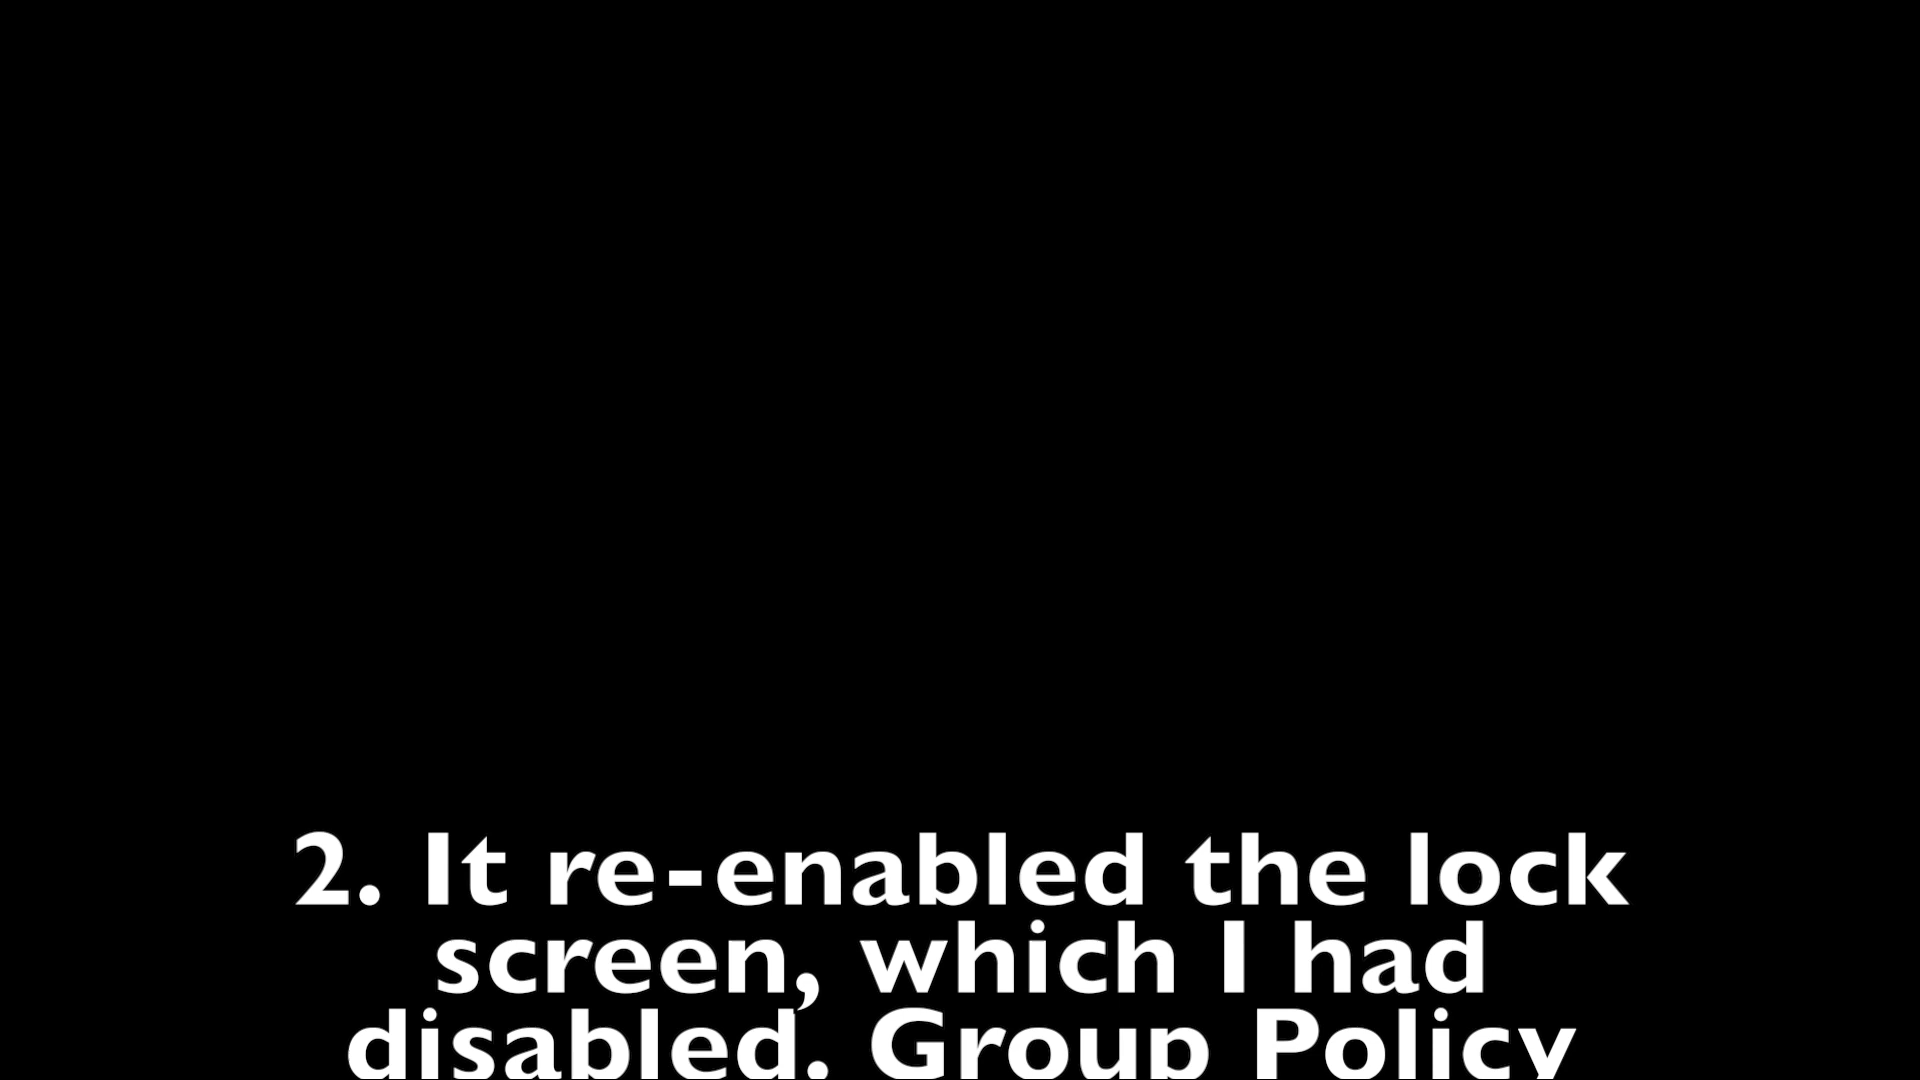 2. It re-enabled the lock
screen, which I had
disabled. Group Policy